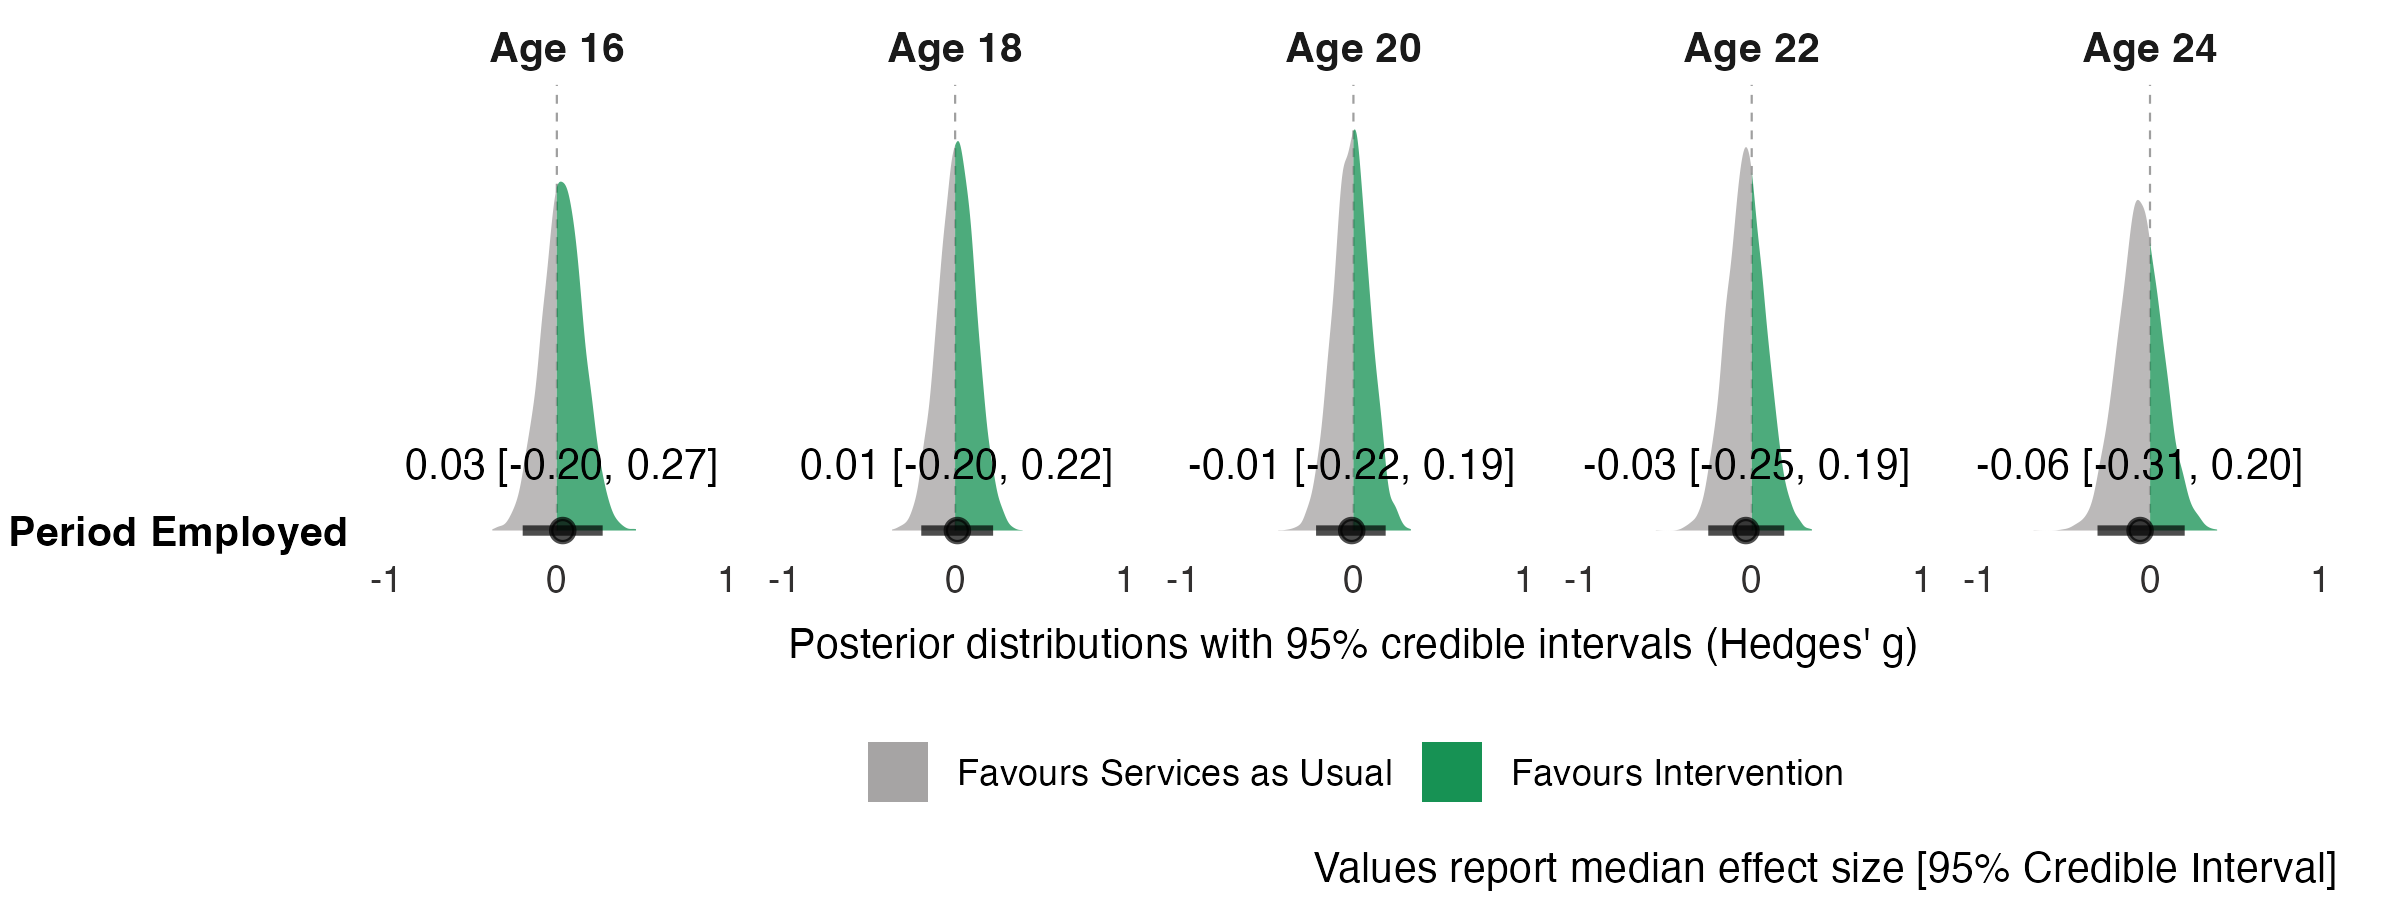 Age 16 Age 18 Age 20 Age 22 Age 24
0.03 [-0.20, 0.27] 0.01 [-0.20, 0.22] -0.01 [-0.22, 0.19] -0.03 [-0.25, 0.19] -0.06 [-0.31, 0.20]
Period Employed
-1 0 1 -1 0 1 -1 0 1 -1 0 1 -1 0 1
Posterior distributions with 95% credible intervals (Hedges' g)
Favours Services as Usual Favours Intervention
Values report median effect size [95% Credible Interval]